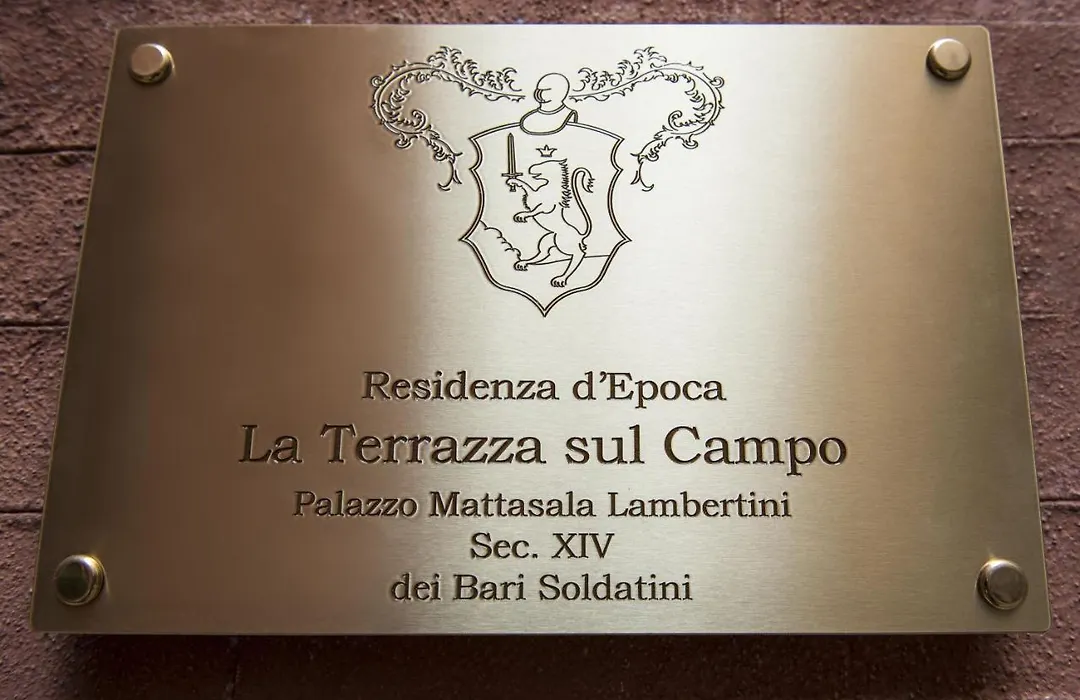 Residenza d'Epoca
La Terrazza sul Campo
Palazzo Mattasala Lambertini
Sec. XIV
dei Bari Soldatini